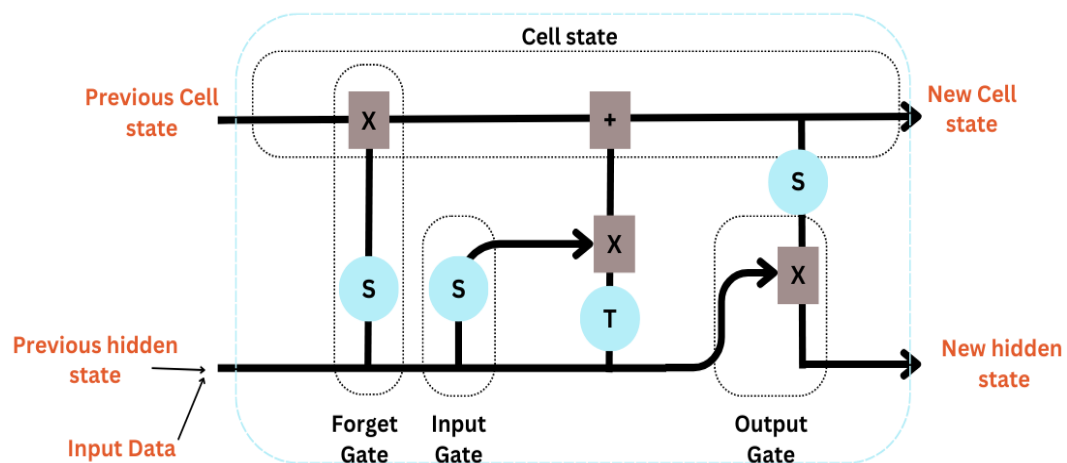 Cell state
Previous Cell
state
X
+
New Cell
state
S
X
X
S
S
T
Previous hidden
state
New hidden
state
Input Data
Forget
Gate
Input
Gate
Output
Gate